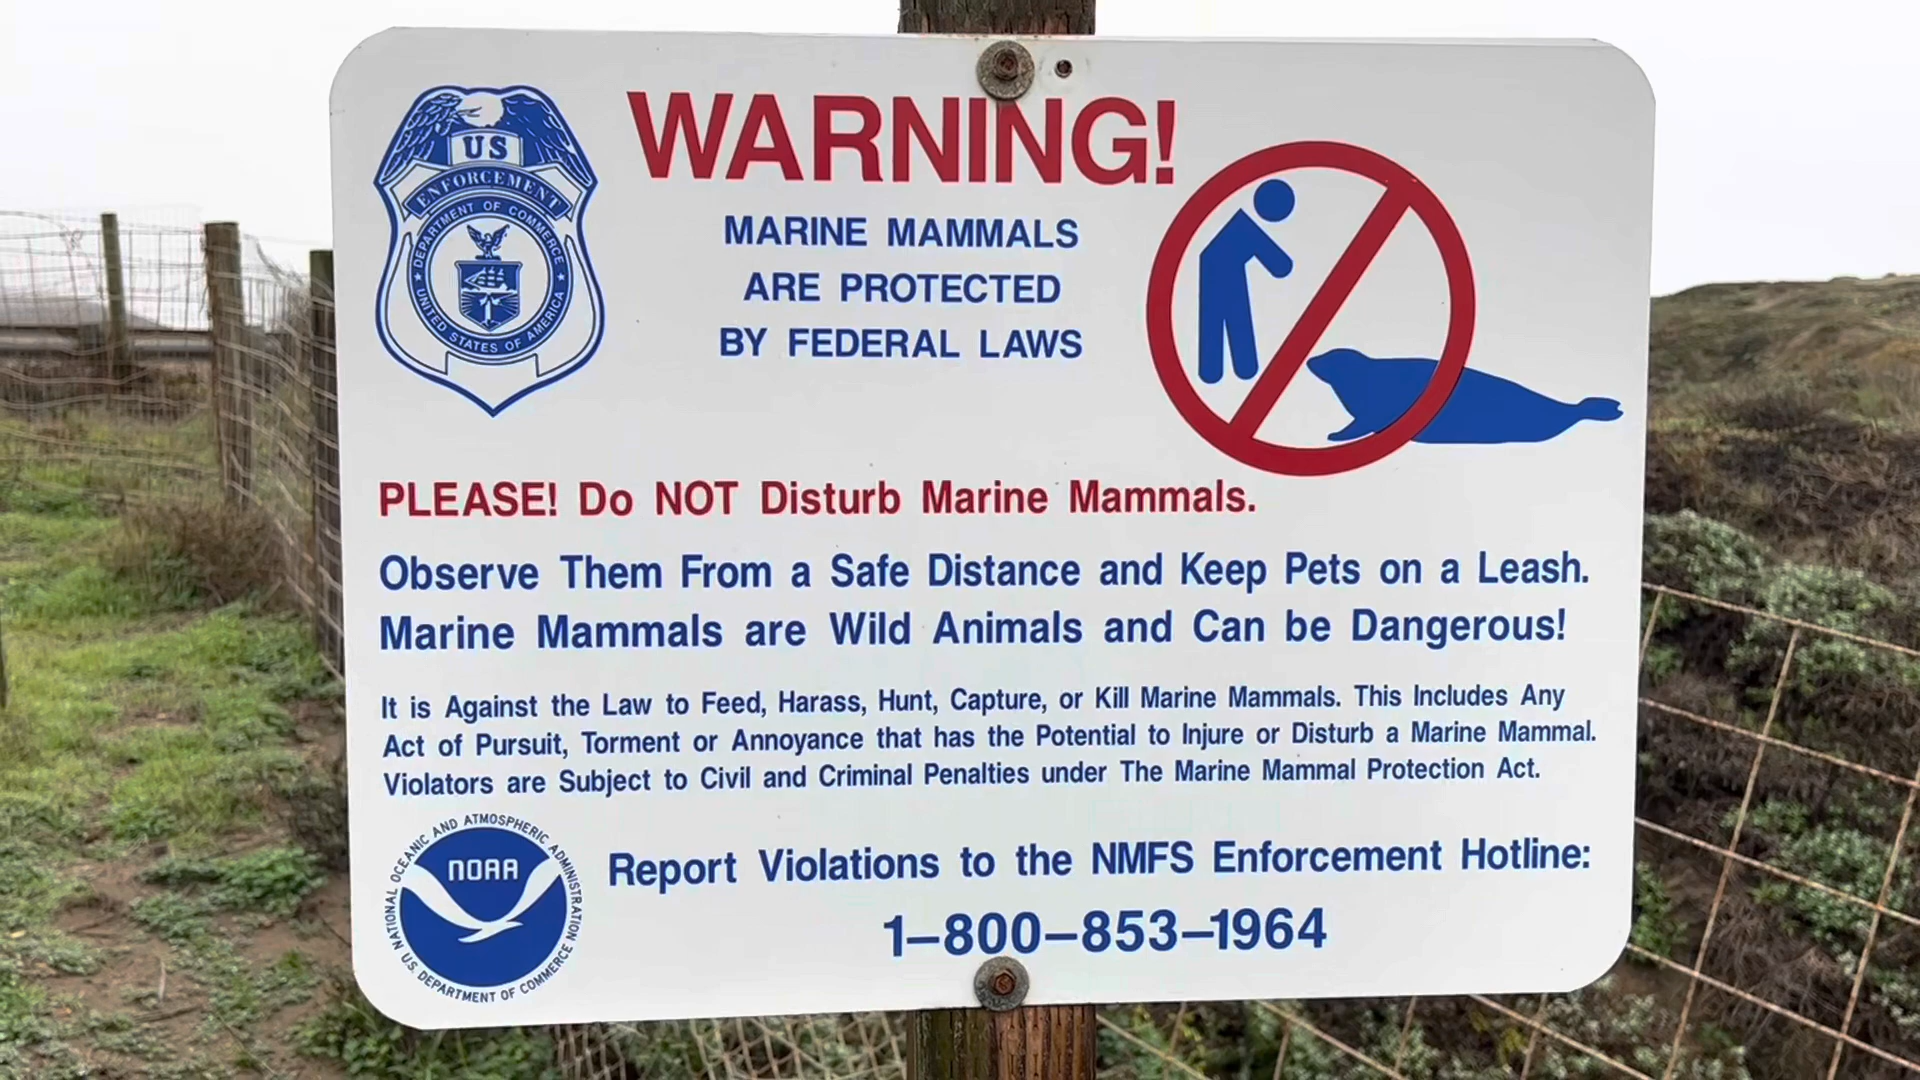 WARNING!
US
ENFORCEMENT
DEPARTMENT OF COMMERCE
UNITED STATES OF AMERICA
MARINE MAMMALS
ARE PROTECTED
BY FEDERAL LAWS
PLEASE! Do NOT Disturb Marine Mammals.
Observe Them From a Safe Distance and Keep Pets on a Leash.
Marine Mammals are Wild Animals and Can be Dangerous!
It is Against the Law to Feed, Harass, Hunt, Capture, or Kill Marine Mammals. This Includes Any
Act of Pursuit, Torment or Annoyance that has the Potential to Injure or Disturb a Marine Mammal.
Violators are Subject to Civil and Criminal Penalties under The Marine Mammal Protection Act.
NATIONAL OCEANIC AND ATMOSPHERIC ADMINISTRATION
NOAA
U.S. DEPARTMENT OF COMMERCE
Report Violations to the NMFS Enforcement Hotline:
1–800–853–1964